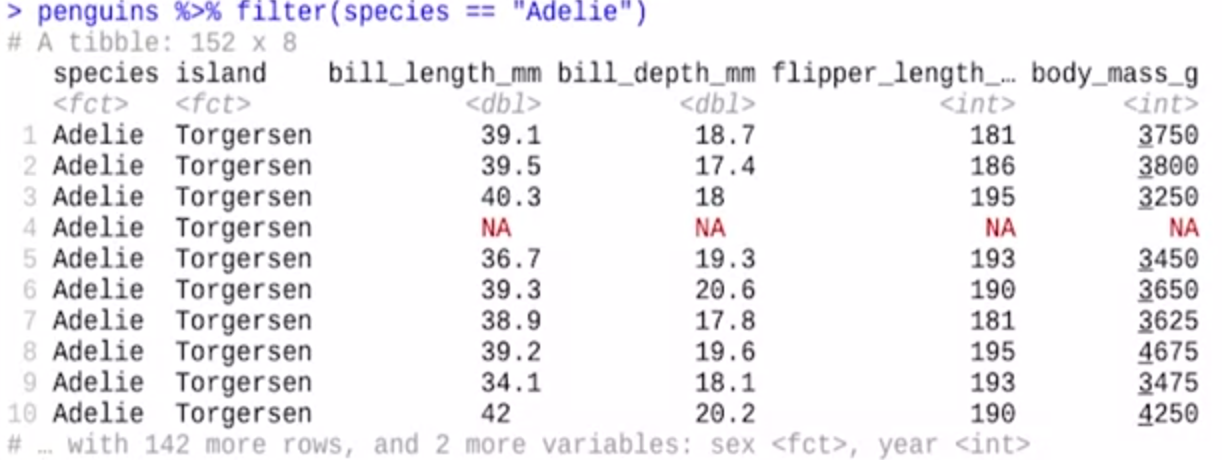 > penguins %>% filter(species == "Adelie")
# A tibble: 152 x 8
species island bill_length_mm bill_depth_mm flipper_length_… body_mass_g
<fct> <fct> <dbl> <dbl> <int> <int>
1 Adelie Torgersen 39.1 18.7 181 3750
2 Adelie Torgersen 39.5 17.4 186 3800
3 Adelie Torgersen 40.3 18 195 3250
4 Adelie Torgersen NA NA NA NA
5 Adelie Torgersen 36.7 19.3 193 3450
6 Adelie Torgersen 39.3 20.6 190 3650
7 Adelie Torgersen 38.9 17.8 181 3625
8 Adelie Torgersen 39.2 19.6 195 4675
9 Adelie Torgersen 34.1 18.1 193 3475
10 Adelie Torgersen 42 20.2 190 4250
# … with 142 more rows, and 2 more variables: sex <fct>, year <int>